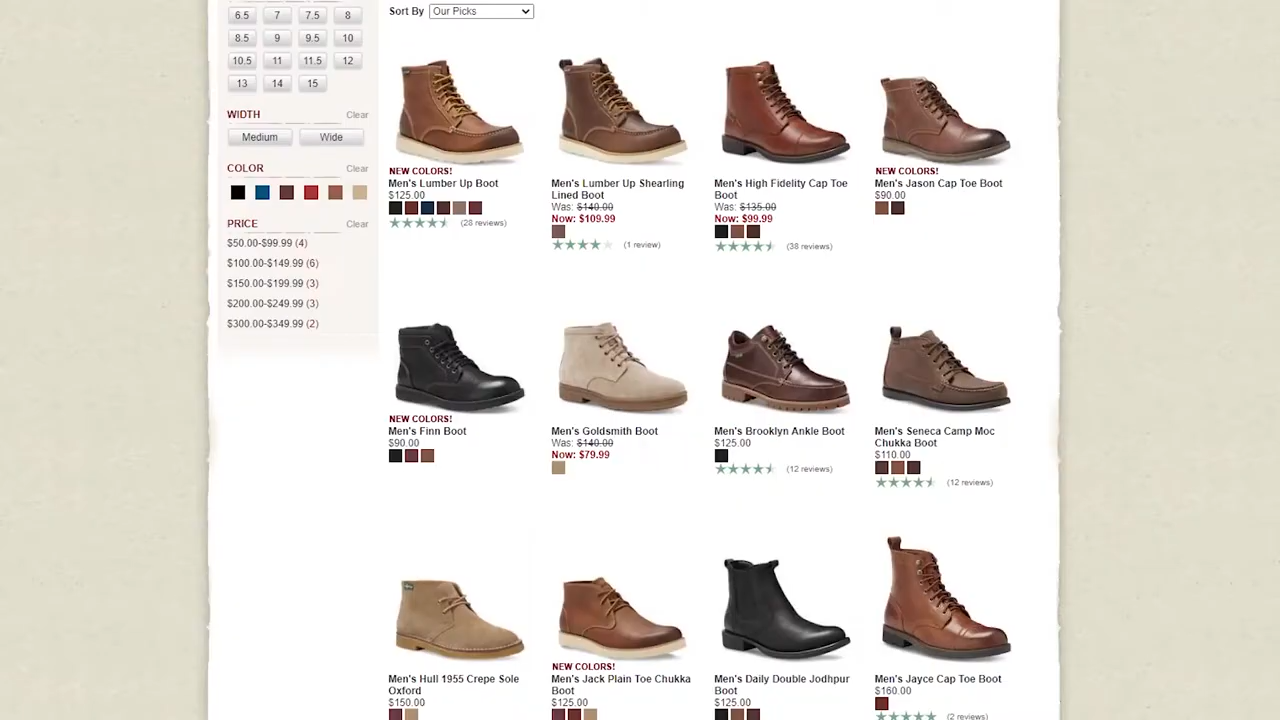 Sort By Our Picks
6.5 7 7.5 8
8.5 9 9.5 10
10.5 11 11.5 12
13 14 15
WIDTH Clear
Medium Wide
COLOR Clear
PRICE Clear
$50.00-$99.99 (4)
$100.00-$149.99 (6)
$150.00-$199.99 (3)
$200.00-$249.99 (3)
$300.00-$349.99 (2)
NEW COLORS!
Men's Lumber Up Boot
$125.00
(28 reviews)
Men's Lumber Up Shearling
Lined Boot
Was: $140.00
Now: $109.99
(1 review)
Men's High Fidelity Cap Toe
Boot
Was: $135.00
Now: $99.99
(38 reviews)
NEW COLORS!
Men's Jason Cap Toe Boot
$90.00
NEW COLORS!
Men's Finn Boot
$90.00
Men's Goldsmith Boot
Was: $140.00
Now: $79.99
Men's Brooklyn Ankle Boot
$125.00
(12 reviews)
Men's Seneca Camp Moc
Chukka Boot
$110.00
(12 reviews)
Men's Hull 1955 Crepe Sole
Oxford
$150.00
NEW COLORS!
Men's Jack Plain Toe Chukka
Boot
$125.00
Men's Daily Double Jodhpur
Boot
$125.00
Men's Jayce Cap Toe Boot
$160.00
(2 reviews)